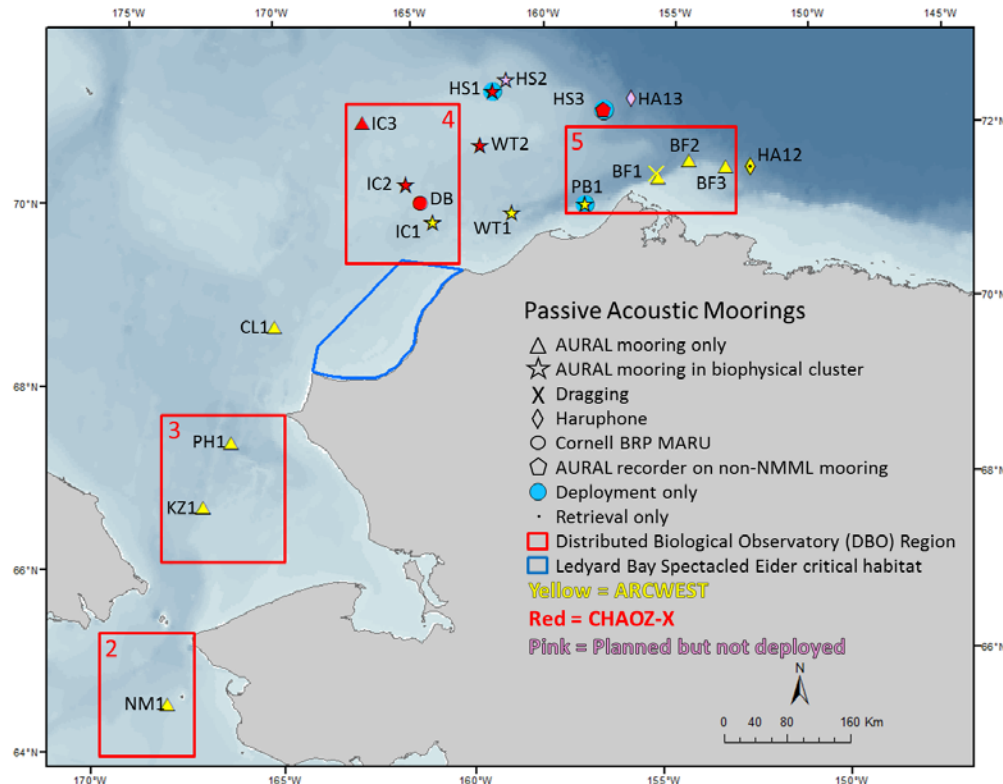 175°W 170°W 165°W 160°W 155°W 150°W 145°W
HS2
HS1
HS3
HA13
72°N
4
IC3
WT2
5
BF2
HA12
BF1
BF3
IC2
DB
PB1
70°N
IC1
WT1
70°N
Passive Acoustic Moorings
CL1
AURAL mooring only
AURAL mooring in biophysical cluster
68°N
Dragging
3
Haruphone
PH1
Cornell BRP MARU
68°N
AURAL recorder on non-NMML mooring
Deployment only
KZ1
Retrieval only
Distributed Biological Observatory (DBO) Region
66°N
Ledyard Bay Spectacled Eider critical habitat
Yellow = ARCWEST
Red = CHAOZ-X
Pink = Planned but not deployed
2
66°N
N
NM1
0 40 80 160 Km
64°N
64°N
170°W 165°W 160°W 155°W 150°W